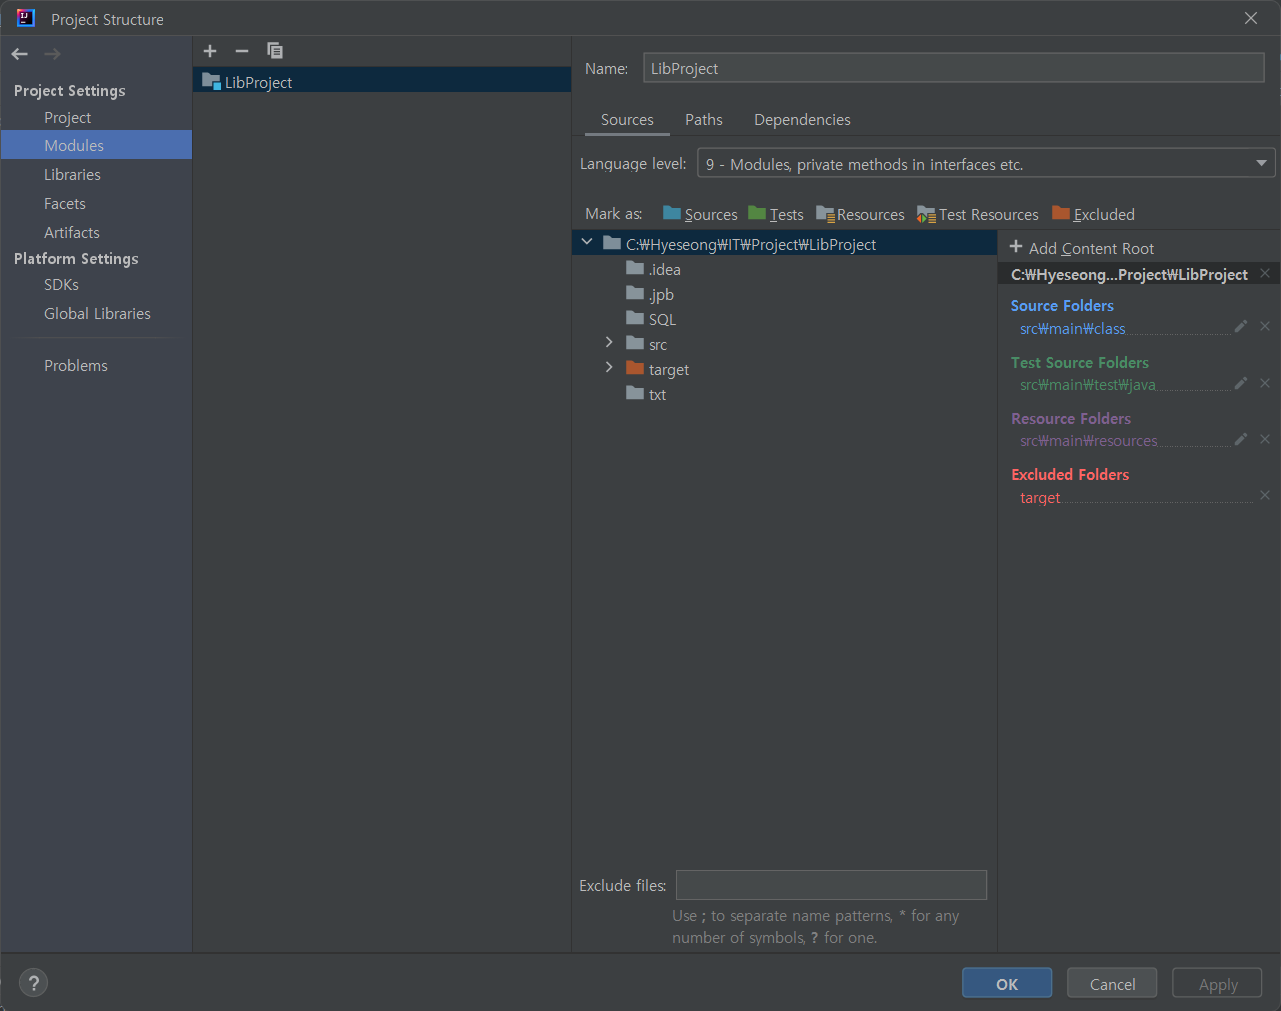 Project Structure
Project Settings
Project
Modules
Libraries
Facets
Artifacts
Platform Settings
SDKs
Global Libraries
Problems
LibProject
Name: LibProject
Sources Paths Dependencies
Language level: 9 - Modules, private methods in interfaces etc.
Mark as: Sources Tests Resources Test Resources Excluded
C:₩Hyeseong₩IT₩Project₩LibProject
.idea
.jpb
SQL
src
target
txt
Add Content Root
C:₩Hyeseong...Project₩LibProject
Source Folders
src₩main₩class
Test Source Folders
src₩main₩test₩java
Resource Folders
src₩main₩resources
Excluded Folders
target
Exclude files:
Use ; to separate name patterns, * for any
number of symbols, ? for one.
?
OK Cancel Apply